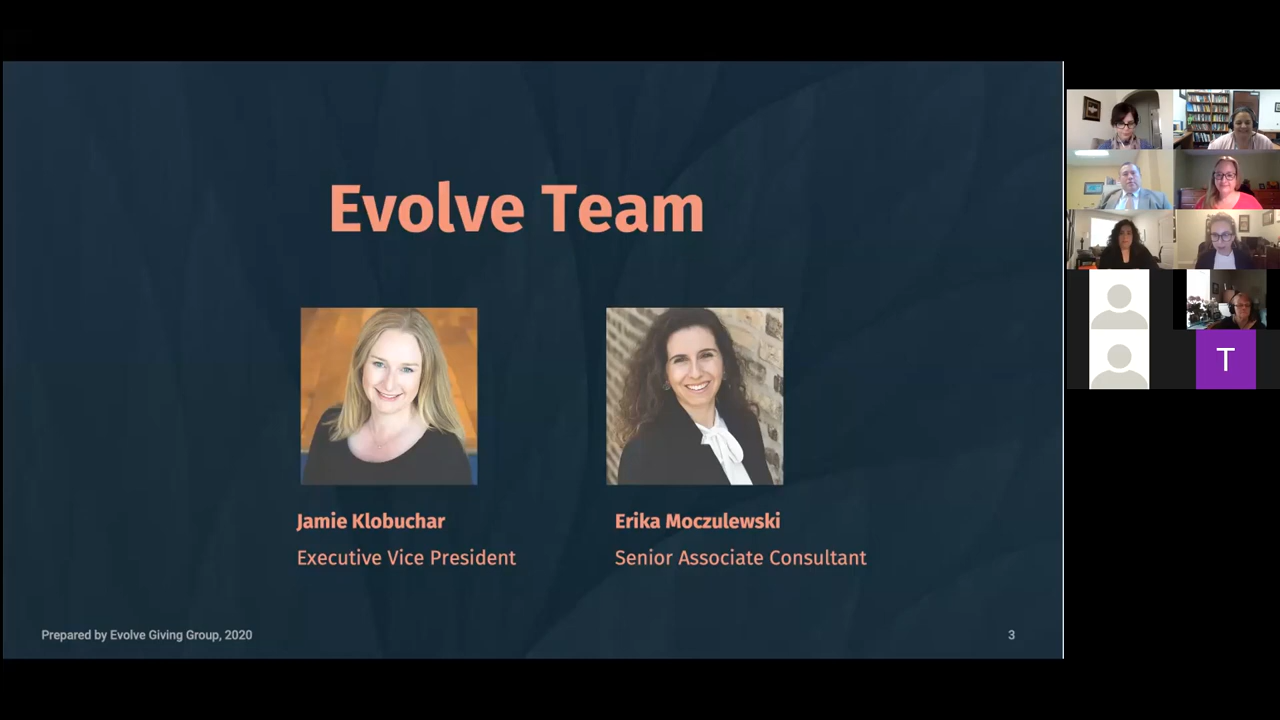 Evolve Team
Jamie Klobuchar
Executive Vice President
Erika Moczulewski
Senior Associate Consultant
Prepared by Evolve Giving Group, 2020
3
T